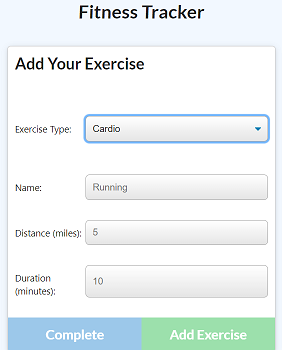 Fitness Tracker
Add Your Exercise
Exercise Type: Cardio
Name: Running
Distance (miles): 5
Duration
(minutes): 10
Complete Add Exercise